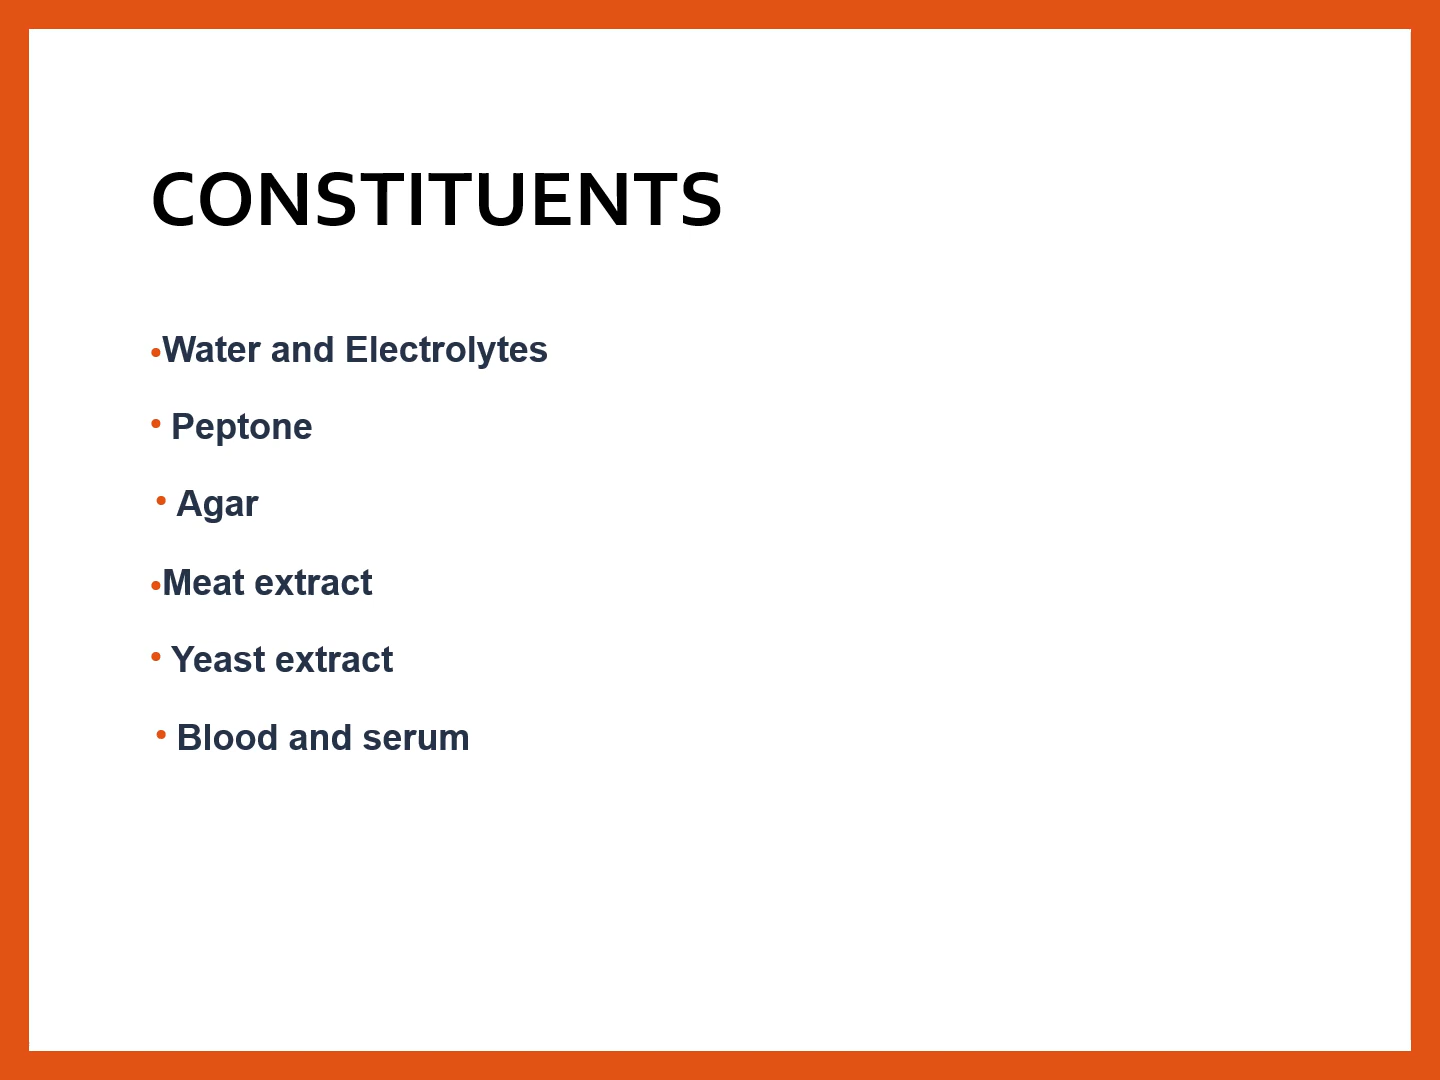 CONSTITUENTS
•Water and Electrolytes
• Peptone
• Agar
•Meat extract
• Yeast extract
• Blood and serum